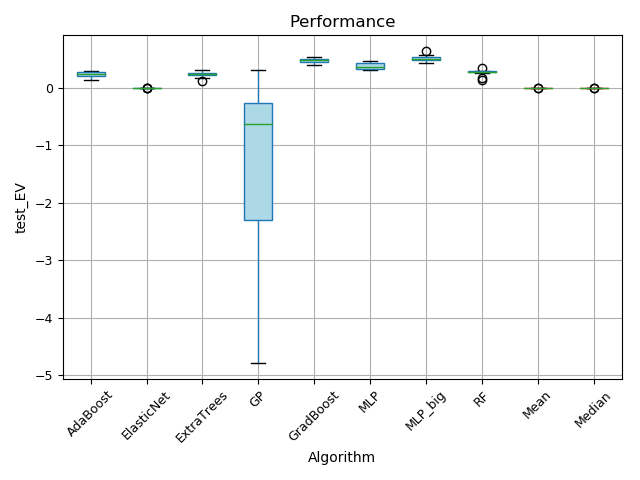 Performance
test_EV
0
−1
−2
−3
−4
−5
AdaBoost
ElasticNet
ExtraTrees
GP
GradBoost
MLP
MLP_big
RF
Mean
Median
Algorithm